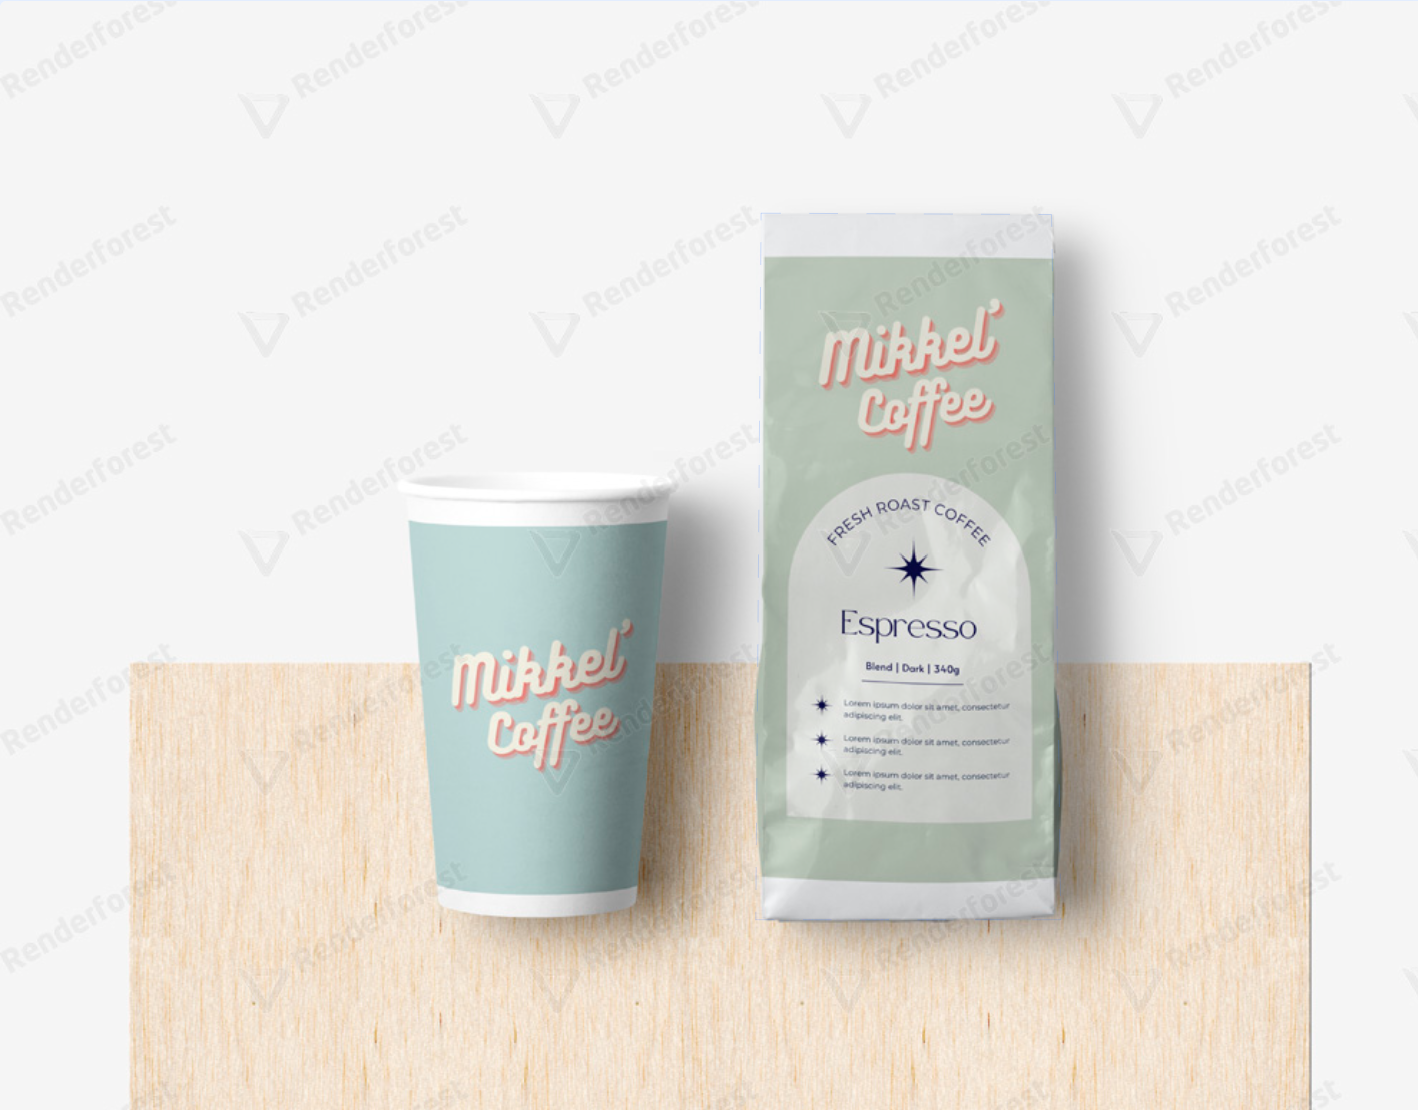 Mikkel’
Coffee
Mikkel’
Coffee
FRESH ROAST COFFEE
Espresso
Blend | Dark | 340g
Lorem ipsum dolor sit amet, consectetur
adipiscing elit.
Lorem ipsum dolor sit amet, consectetur
adipiscing elit.
Lorem ipsum dolor sit amet, consectetur
adipiscing elit.
Renderforest